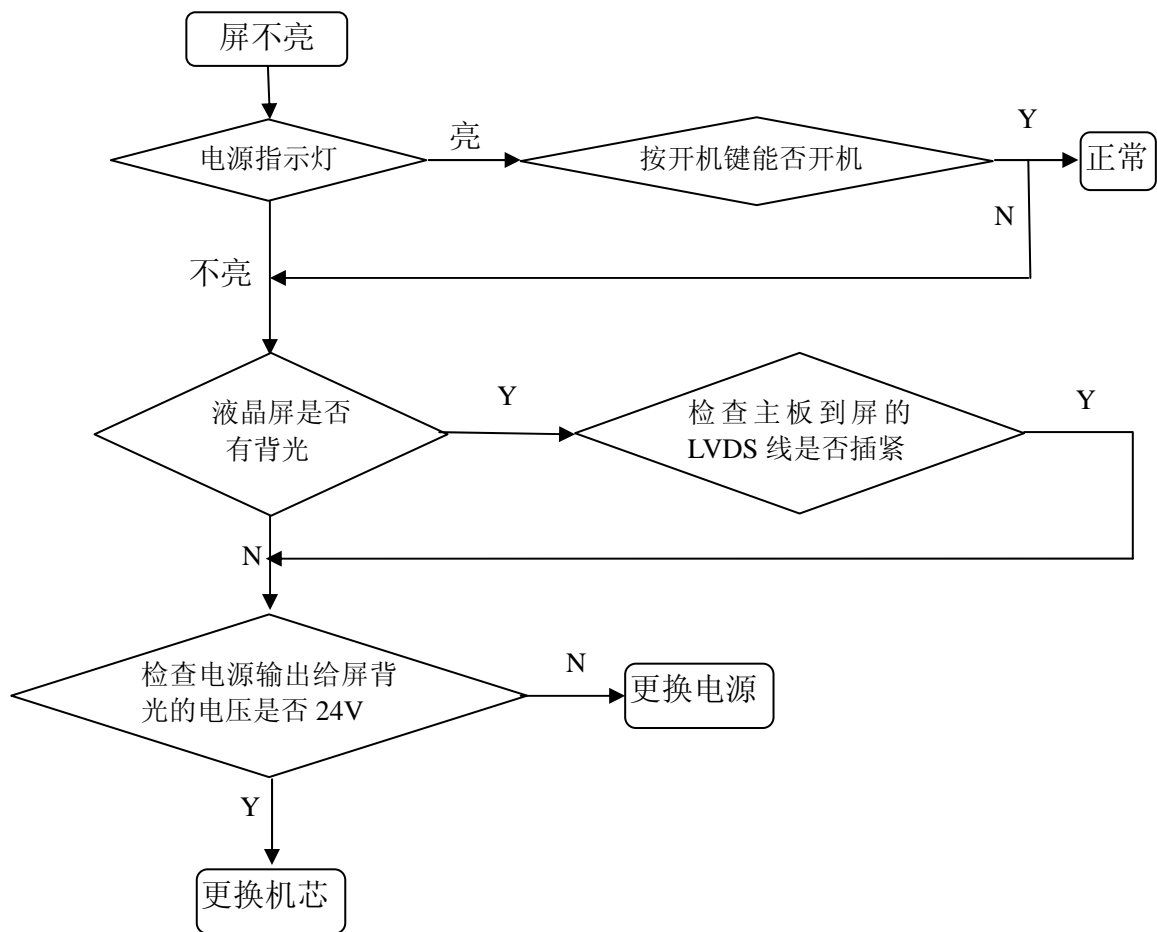 屏不亮
电源指示灯
亮
按开机键能否开机
Y
正常
N
不亮
液晶屏是否
有背光
Y
检查主板到屏的
LVDS 线是否插紧
Y
N
检查电源输出给屏背
光的电压是否 24V
N
更换电源
Y
更换机芯